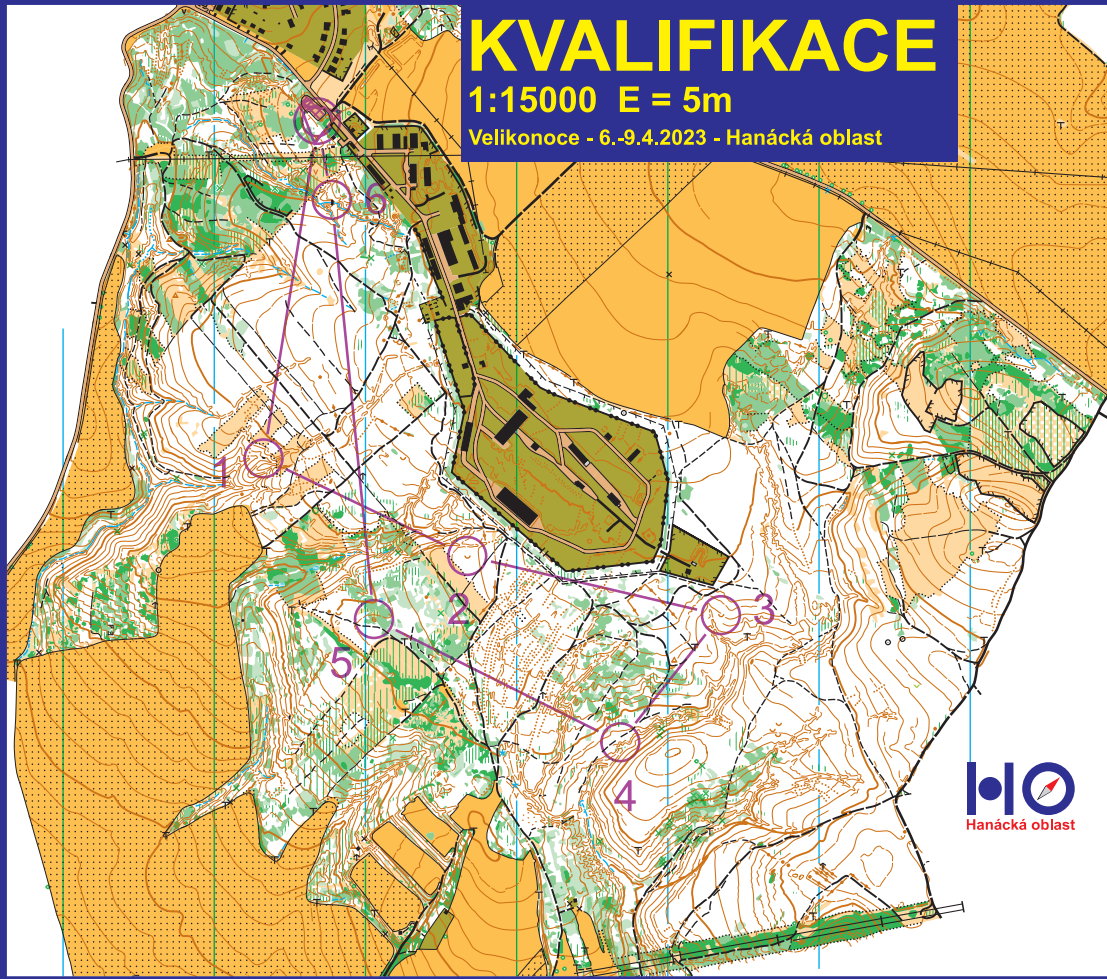 KVALIFIKACE
1:15000 E = 5m
Velikonoce - 6.-9.4.2023 - Hanácká oblast
6
1
2
3
5
4
HO
Hanácká oblast